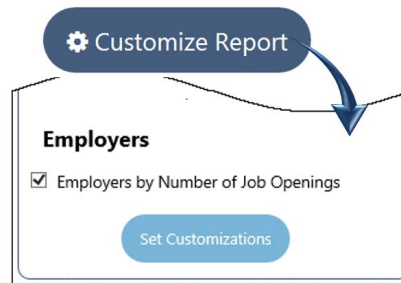 Customize Report
Employers
Employers by Number of Job Openings
Set Customizations